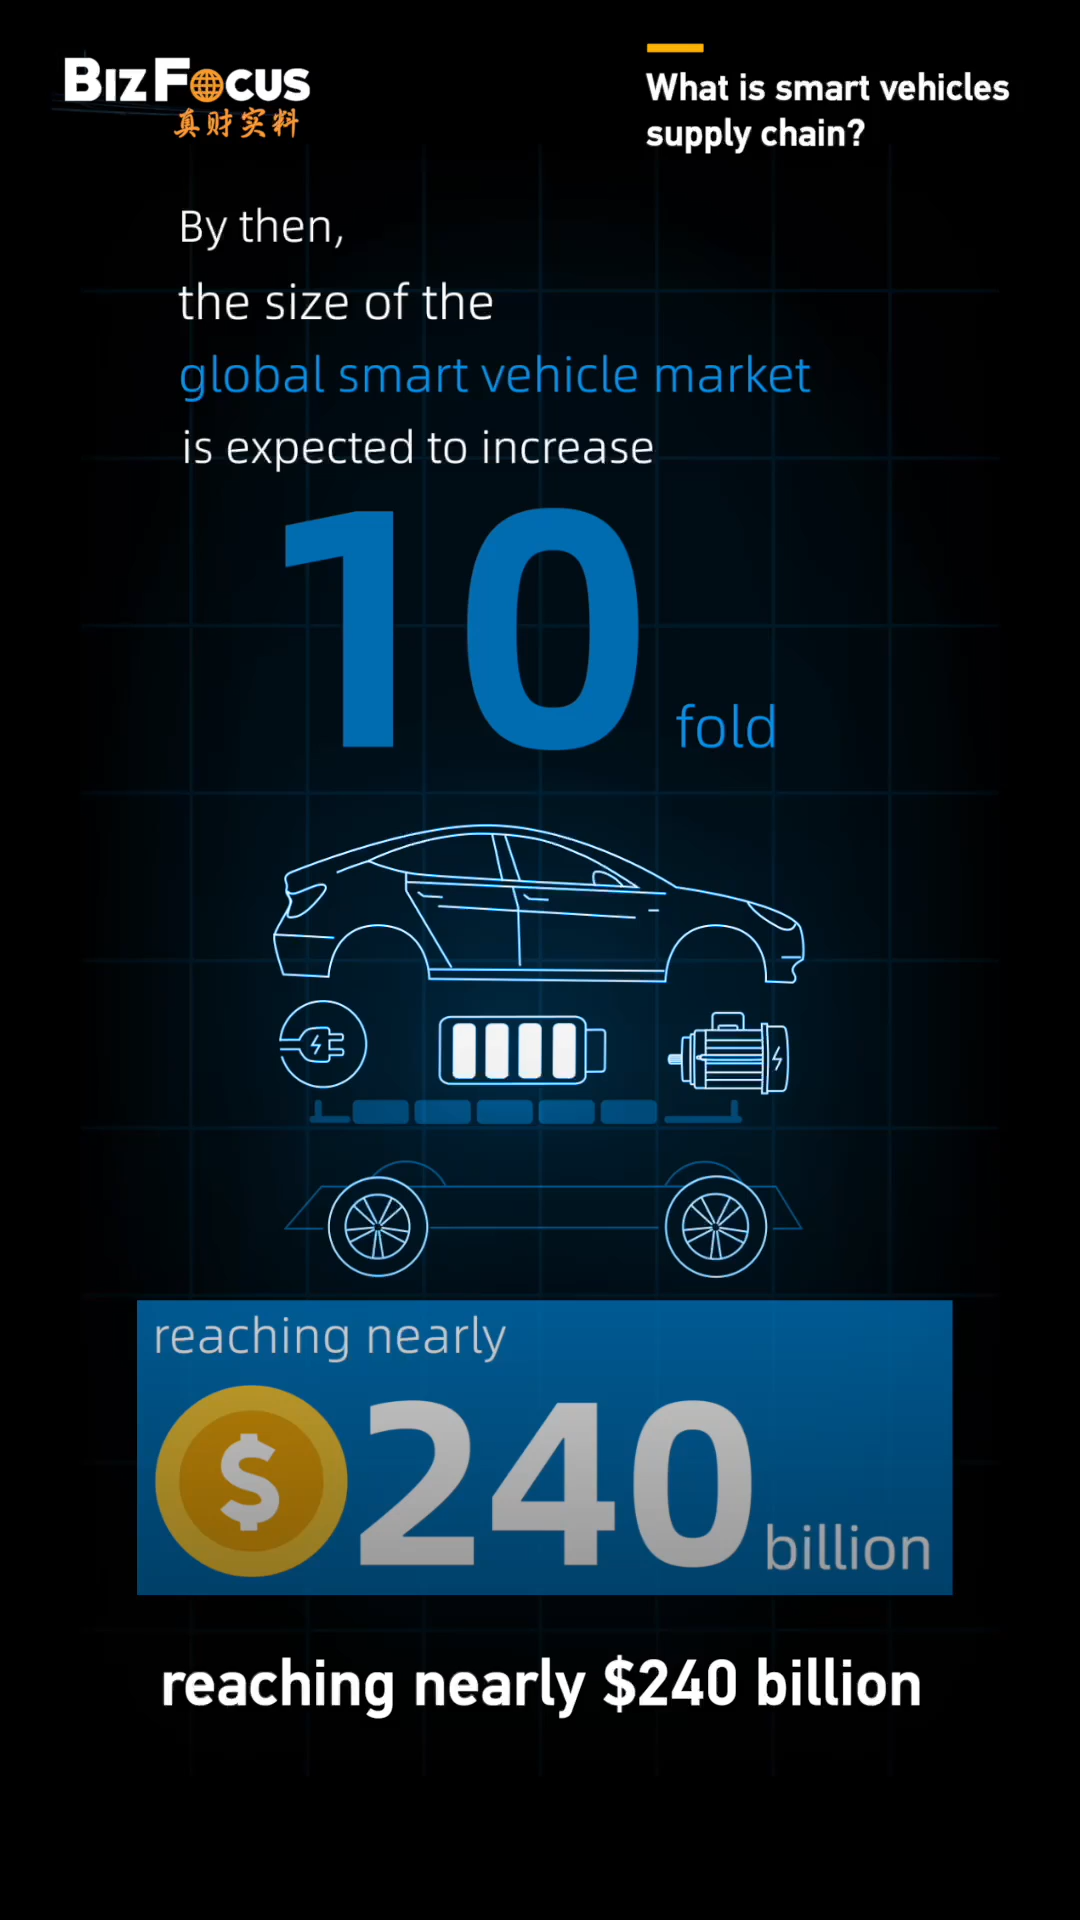 BIZFOCUS
真财实料
What is smart vehicles
supply chain?
By then,
the size of the
global smart vehicle market
is expected to increase
10 fold
reaching nearly
$ 240 billion
reaching nearly $240 billion